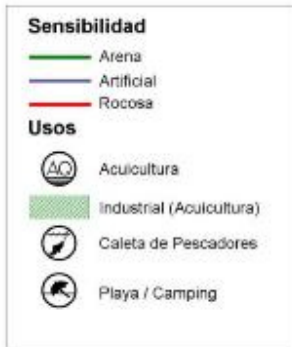 Sensibilidad
Arena
Artificial
Rocosa
Usos
AQ Acuicultura
Industrial (Acuicultura)
Caleta de Pescadores
Playa / Camping